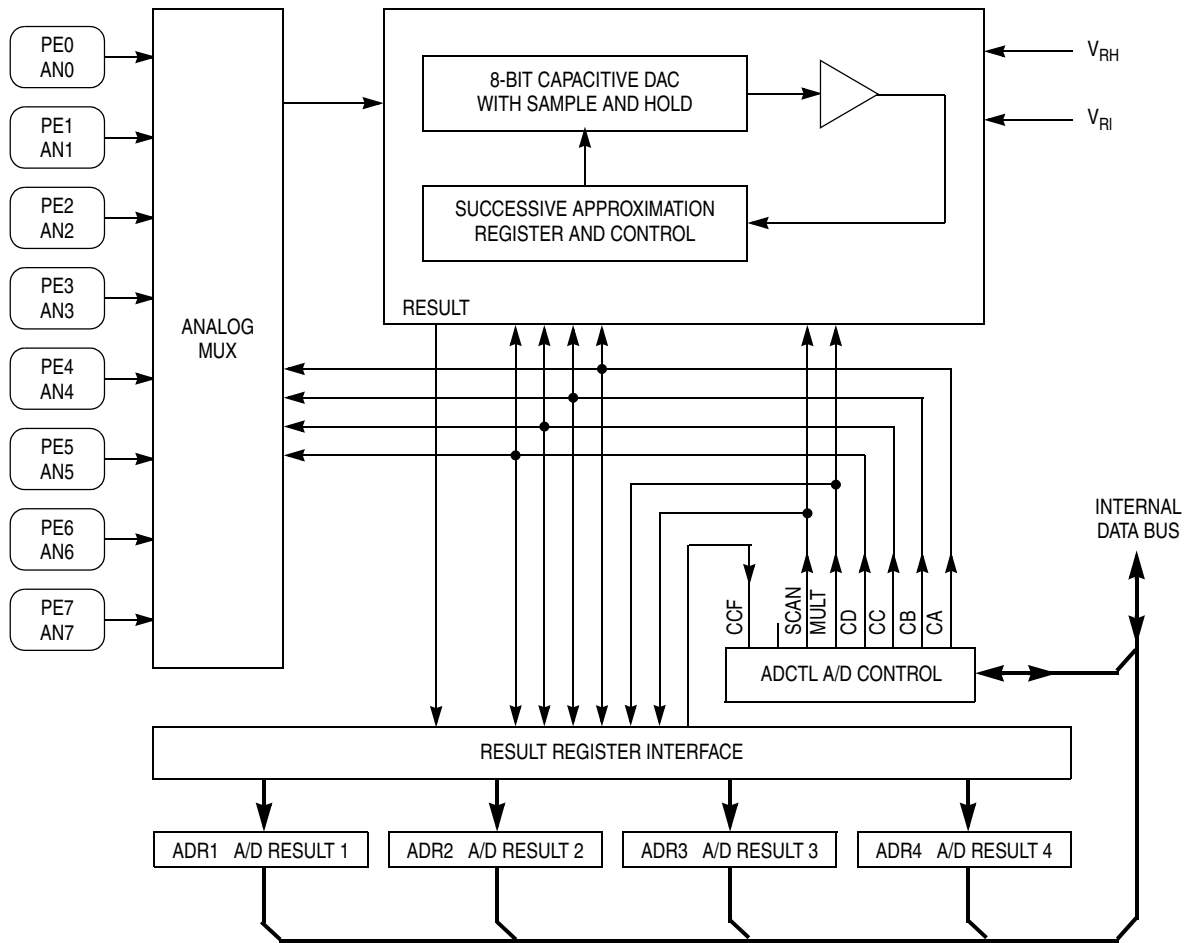 PE0
AN0
PE1
AN1
PE2
AN2
PE3
AN3
PE4
AN4
PE5
AN5
PE6
AN6
PE7
AN7
ANALOG
MUX
8-BIT CAPACITIVE DAC
WITH SAMPLE AND HOLD
SUCCESSIVE APPROXIMATION
REGISTER AND CONTROL
RESULT
VRH
VRI
INTERNAL
DATA BUS
CCF
SCAN
MULT
CD
CC
CB
CA
ADCTL A/D CONTROL
RESULT REGISTER INTERFACE
ADR1 A/D RESULT 1
ADR2 A/D RESULT 2
ADR3 A/D RESULT 3
ADR4 A/D RESULT 4